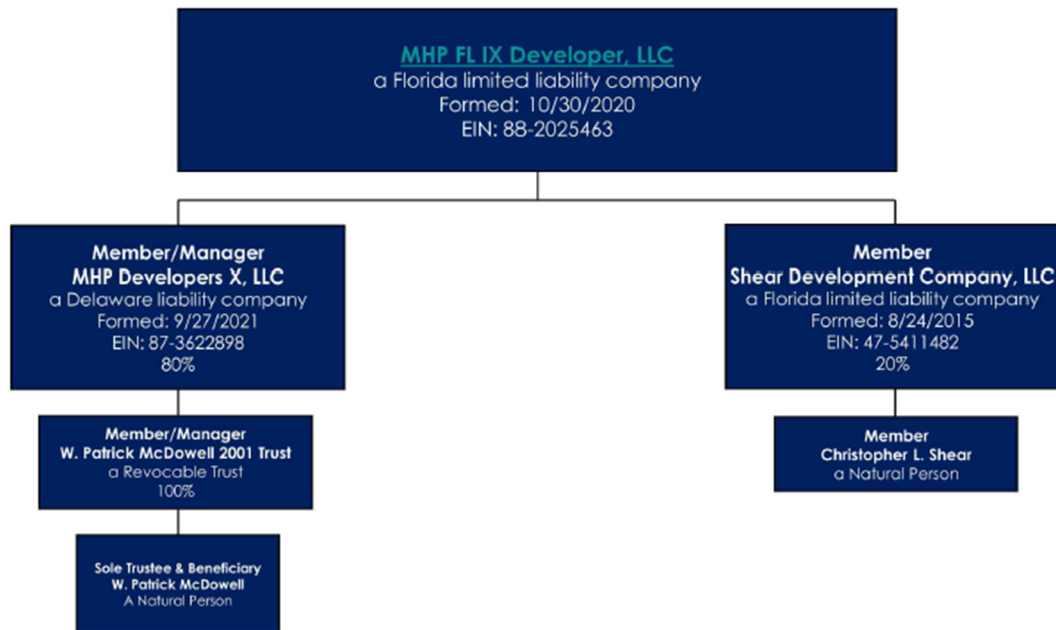 MHP FL IX Developer, LLC
a Florida limited liability company
Formed: 10/30/2020
EIN: 88-2025463
Member/Manager
MHP Developers X, LLC
a Delaware liability company
Formed: 9/27/2021
EIN: 87-3622898
80%
Member
Shear Development Company, LLC
a Florida limited liability company
Formed: 8/24/2015
EIN: 47-5411482
20%
Member/Manager
W. Patrick McDowell 2001 Trust
a Revocable Trust
100%
Member
Christopher L. Shear
a Natural Person
Sole Trustee & Beneficiary
W. Patrick McDowell
A Natural Person